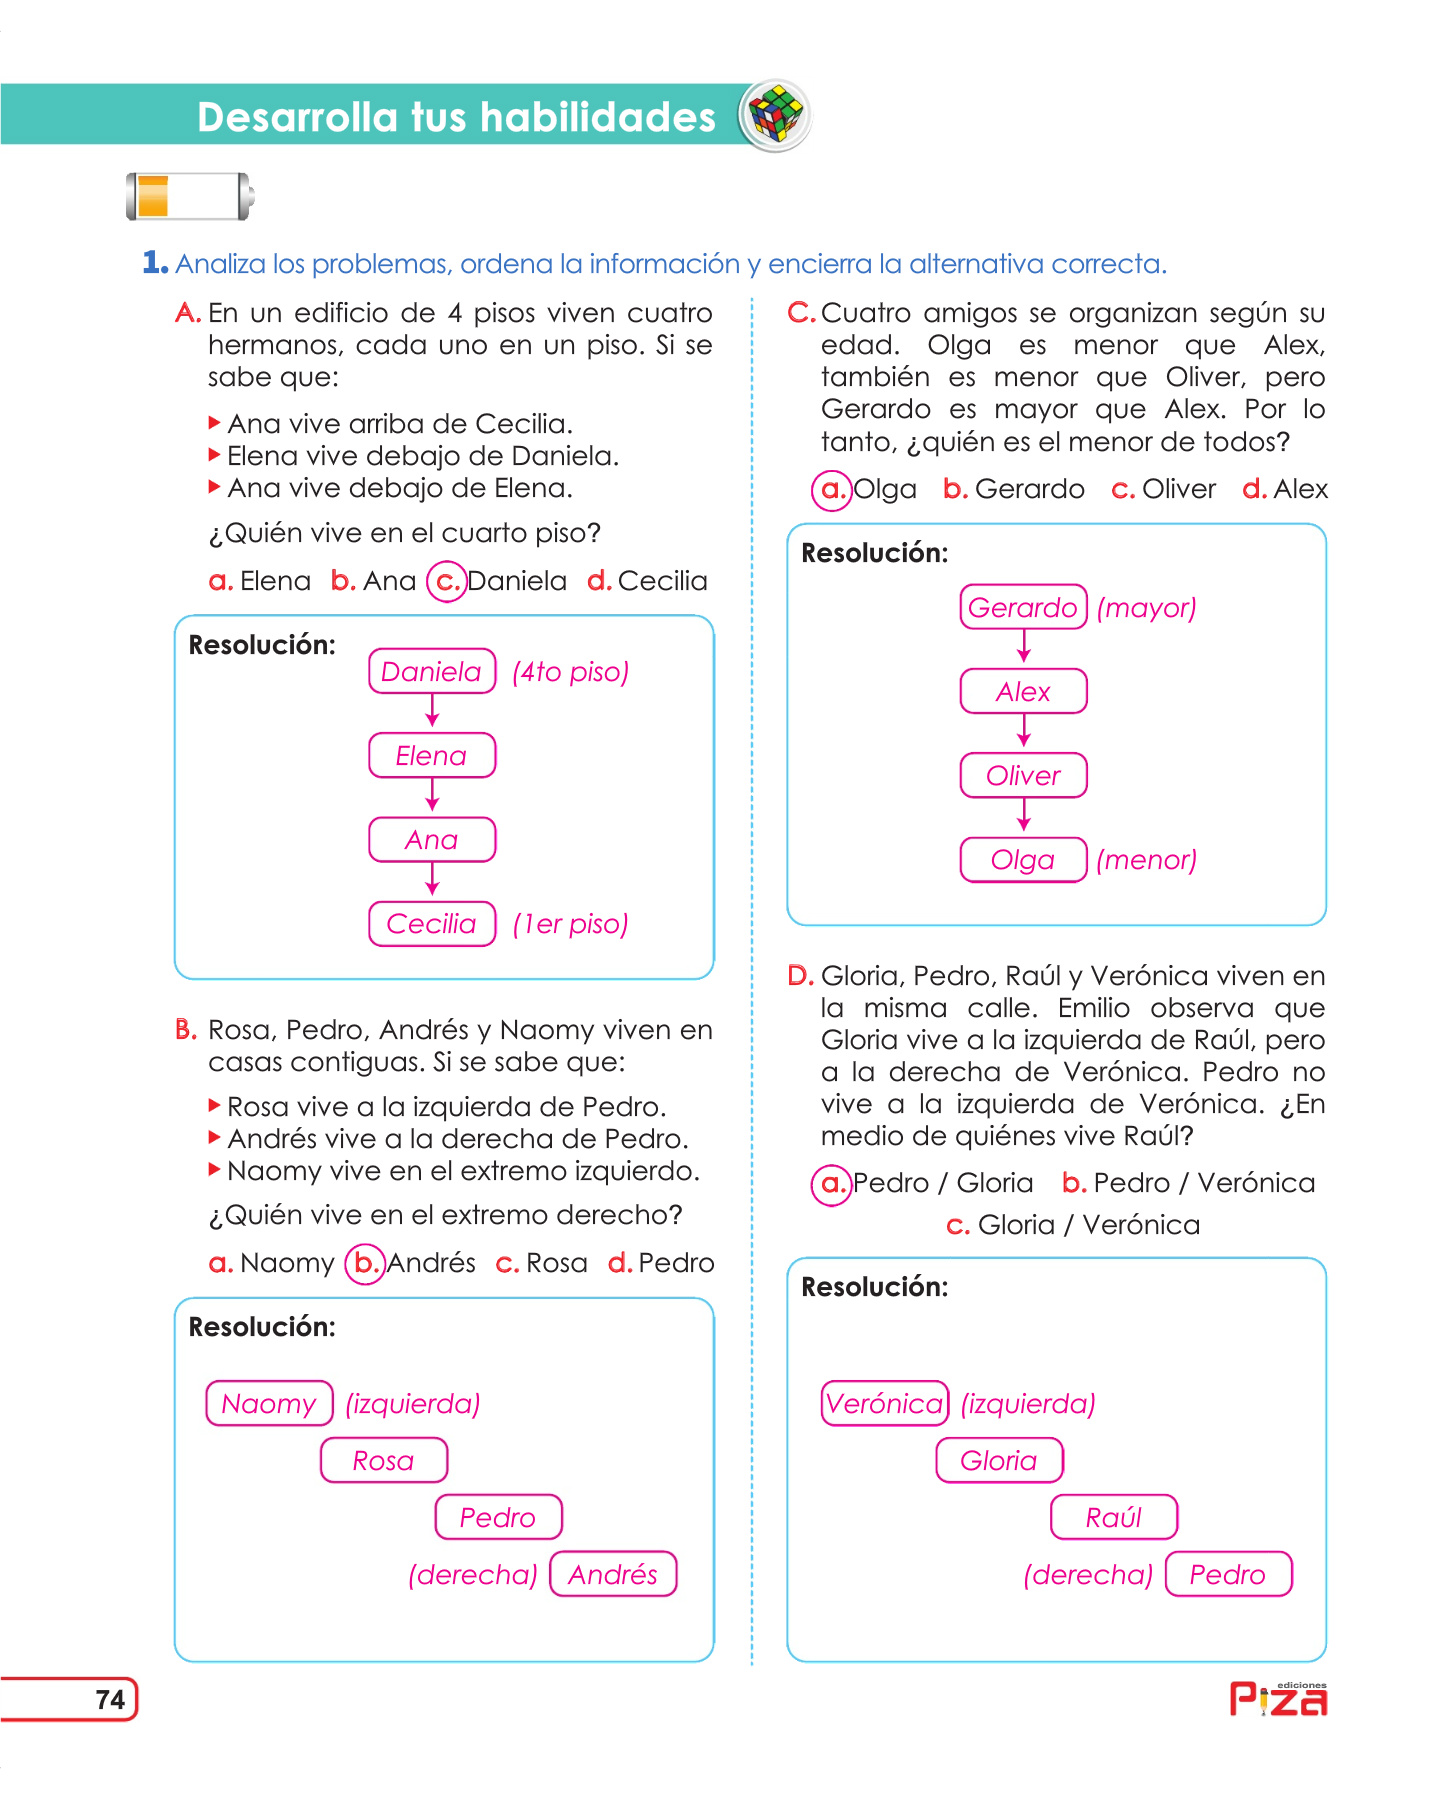 Desarrolla tus habilidades
1. Analiza los problemas, ordena la información y encierra la alternativa correcta.
A. En un edificio de 4 pisos viven cuatro
hermanos, cada uno en un piso. Si se
sabe que:
Ana vive arriba de Cecilia.
Elena vive debajo de Daniela.
Ana vive debajo de Elena.
¿Quién vive en el cuarto piso?
a. Elena b. Ana c. Daniela d. Cecilia
Resolución:
Daniela (4to piso)
Elena
Ana
Cecilia (1er piso)
B. Rosa, Pedro, Andrés y Naomy viven en
casas contiguas. Si se sabe que:
Rosa vive a la izquierda de Pedro.
Andrés vive a la derecha de Pedro.
Naomy vive en el extremo izquierdo.
¿Quién vive en el extremo derecho?
a. Naomy b. Andrés c. Rosa d. Pedro
Resolución:
Naomy (izquierda)
Rosa
Pedro
(derecha) Andrés
C. Cuatro amigos se organizan según su
edad. Olga es menor que Alex,
también es menor que Oliver, pero
Gerardo es mayor que Alex. Por lo
tanto, ¿quién es el menor de todos?
a. Olga b. Gerardo c. Oliver d. Alex
Resolución:
Gerardo (mayor)
Alex
Oliver
Olga (menor)
D. Gloria, Pedro, Raúl y Verónica viven en
la misma calle. Emilio observa que
Gloria vive a la izquierda de Raúl, pero
a la derecha de Verónica. Pedro no
vive a la izquierda de Verónica. ¿En
medio de quiénes vive Raúl?
a. Pedro / Gloria b. Pedro / Verónica
c. Gloria / Verónica
Resolución:
Verónica (izquierda)
Gloria
Raúl
(derecha) Pedro
74
ediciones
Piza